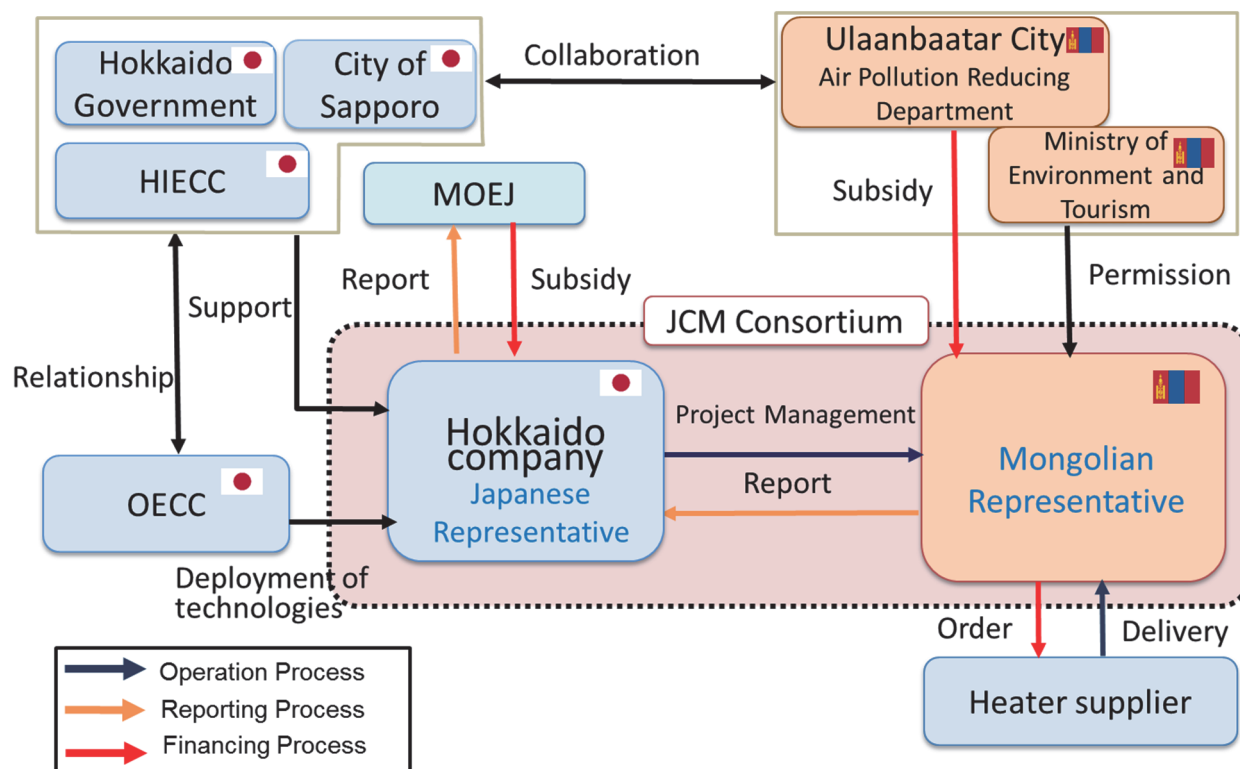 Hokkaido
Government
City of
Sapporo
HIECC
Collaboration
Ulaanbaatar City
Air Pollution Reducing
Department
Ministry of
Environment and
Tourism
MOEJ
Subsidy
Permission
Report
Subsidy
Support
Relationship
JCM Consortium
Hokkaido
company
Japanese
Representative
Project Management
Report
Mongolian
Representative
OECC
Deployment of
technologies
Order
Delivery
Heater supplier
Operation Process
Reporting Process
Financing Process